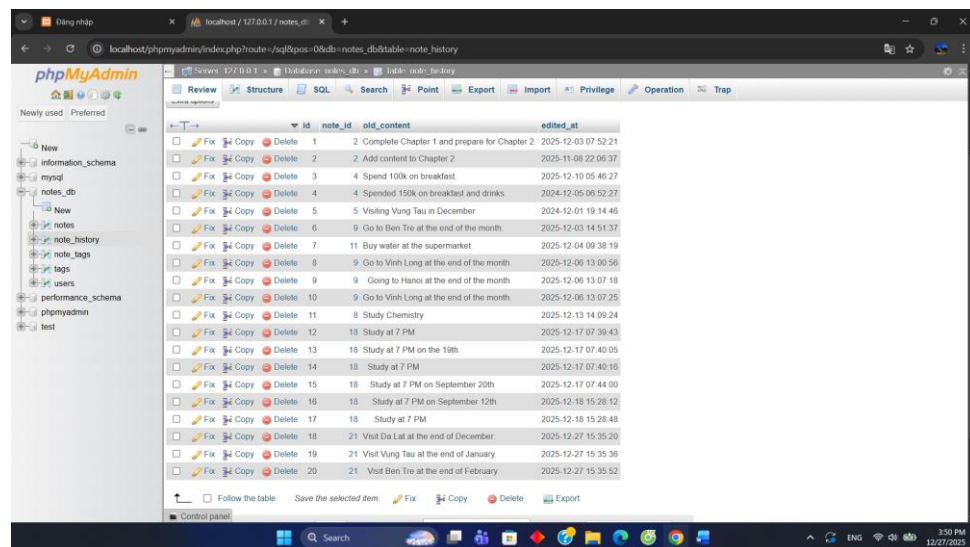 Đăng nhập
localhost / 127.0.0.1 / notes_d
localhost/phpmyadmin/index.php?route=/sql&pos=0&db=notes_db&table=note_history
phpMyAdmin
Server: 127.0.0.1 » Database: notes_db » Table: note_history
Review Structure SQL Search Point Export Import Privilege Operation Trap
Newly used Preferred
Extra options
New
information_schema
mysql
notes_db
New
notes
note_history
note_tags
tags
users
performance_schema
phpmyadmin
test
←T→ id note_id old_content edited_at
Fix Copy Delete 1 2 Complete Chapter 1 and prepare for Chapter 2. 2025-12-03 07:52:21
Fix Copy Delete 2 2 Add content to Chapter 2 2025-11-08 22:06:37
Fix Copy Delete 3 4 Spend 100k on breakfast. 2025-12-10 05:46:27
Fix Copy Delete 4 4 Spended 150k on breakfast and drinks. 2024-12-05 06:52:27
Fix Copy Delete 5 5 Visiting Vung Tau in December 2024-12-01 19:14:46
Fix Copy Delete 6 9 Go to Ben Tre at the end of the month. 2025-12-03 14:51:37
Fix Copy Delete 7 11 Buy water at the supermarket. 2025-12-04 09:38:19
Fix Copy Delete 8 9 Go to Vinh Long at the end of the month. 2025-12-06 13:00:56
Fix Copy Delete 9 9 Going to Hanoi at the end of the month. 2025-12-06 13:07:18
Fix Copy Delete 10 9 Go to Vinh Long at the end of the month. 2025-12-06 13:07:25
Fix Copy Delete 11 8 Study Chemistry 2025-12-13 14:09:24
Fix Copy Delete 12 18 Study at 7 PM 2025-12-17 07:39:43
Fix Copy Delete 13 18 Study at 7 PM on the 19th. 2025-12-17 07:40:05
Fix Copy Delete 14 18 Study at 7 PM 2025-12-17 07:40:16
Fix Copy Delete 15 18 Study at 7 PM on September 20th 2025-12-17 07:44:00
Fix Copy Delete 16 18 Study at 7 PM on September 12th. 2025-12-18 15:28:12
Fix Copy Delete 17 18 Study at 7 PM 2025-12-18 15:28:48
Fix Copy Delete 18 21 Visit Da Lat at the end of December. 2025-12-27 15:35:20
Fix Copy Delete 19 21 Visit Vung Tau at the end of January. 2025-12-27 15:35:36
Fix Copy Delete 20 21 Visit Ben Tre at the end of February. 2025-12-27 15:35:52
Follow the table Save the selected item. Fix Copy Delete Export
Control panel
Search
ENG
3:50 PM
12/27/2025